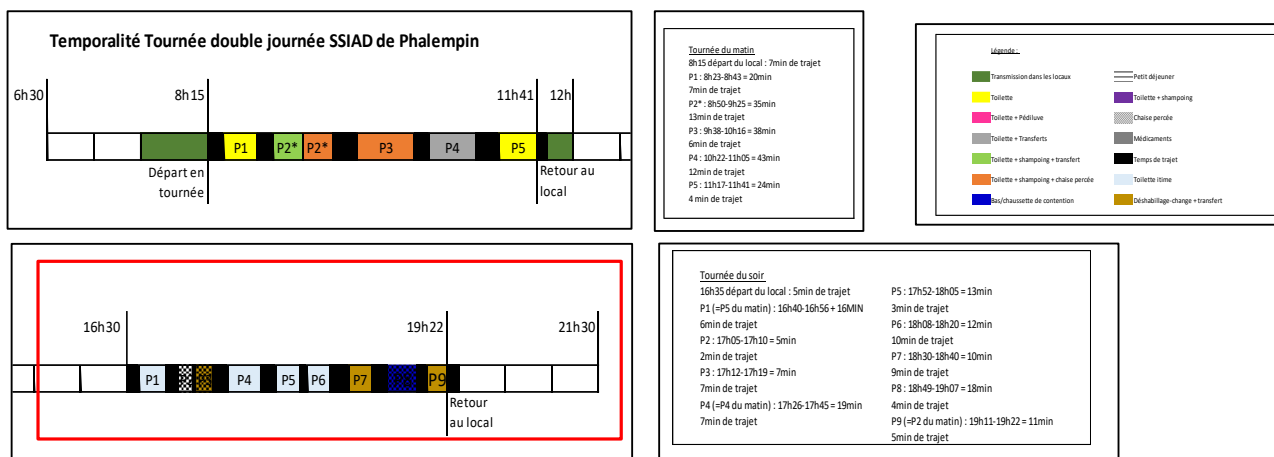 Temporalité Tournée double journée SSIAD de Phalempin
6h30
8h15
11h41
12h
P1
P2*
P2*
P3
P4
P5
Départ en
tournée
Retour au
local
Tournée du matin
8h15 départ du local : 7min de trajet
P1 : 8h23-8h43 = 20min
7min de trajet
P2* : 8h50-9h25 = 35min
13min de trajet
P3 : 9h38-10h16 = 38min
6min de trajet
P4 : 10h22-11h05 = 43min
12min de trajet
P5 : 11h17-11h41 = 24min
4 min de trajet
Légende :
Transmission dans les locaux
Toilette
Toilette + Pédiluve
Toilette + Transferts
Toilette + shampoing + transfert
Toilette + shampoing + chaise percée
Bas/chaussette de contention
Petit déjeuner
Toilette + shampoing
Chaise percée
Médicaments
Temps de trajet
Toilette itime
Déshabillage-change + transfert
16h30
19h22
21h30
P1
P4
P5
P6
P7
P9
Retour
au local
Tournée du soir
16h35 départ du local : 5min de trajet
P1 (=P5 du matin) : 16h40-16h56 + 16MIN
6min de trajet
P2 : 17h05-17h10 = 5min
2min de trajet
P3 : 17h12-17h19 = 7min
7min de trajet
P4 (=P4 du matin) : 17h26-17h45 = 19min
7min de trajet
P5 : 17h52-18h05 = 13min
3min de trajet
P6 : 18h08-18h20 = 12min
10min de trajet
P7 : 18h30-18h40 = 10min
9min de trajet
P8 : 18h49-19h07 = 18min
4min de trajet
P9 (=P2 du matin) : 19h11-19h22 = 11min
5min de trajet